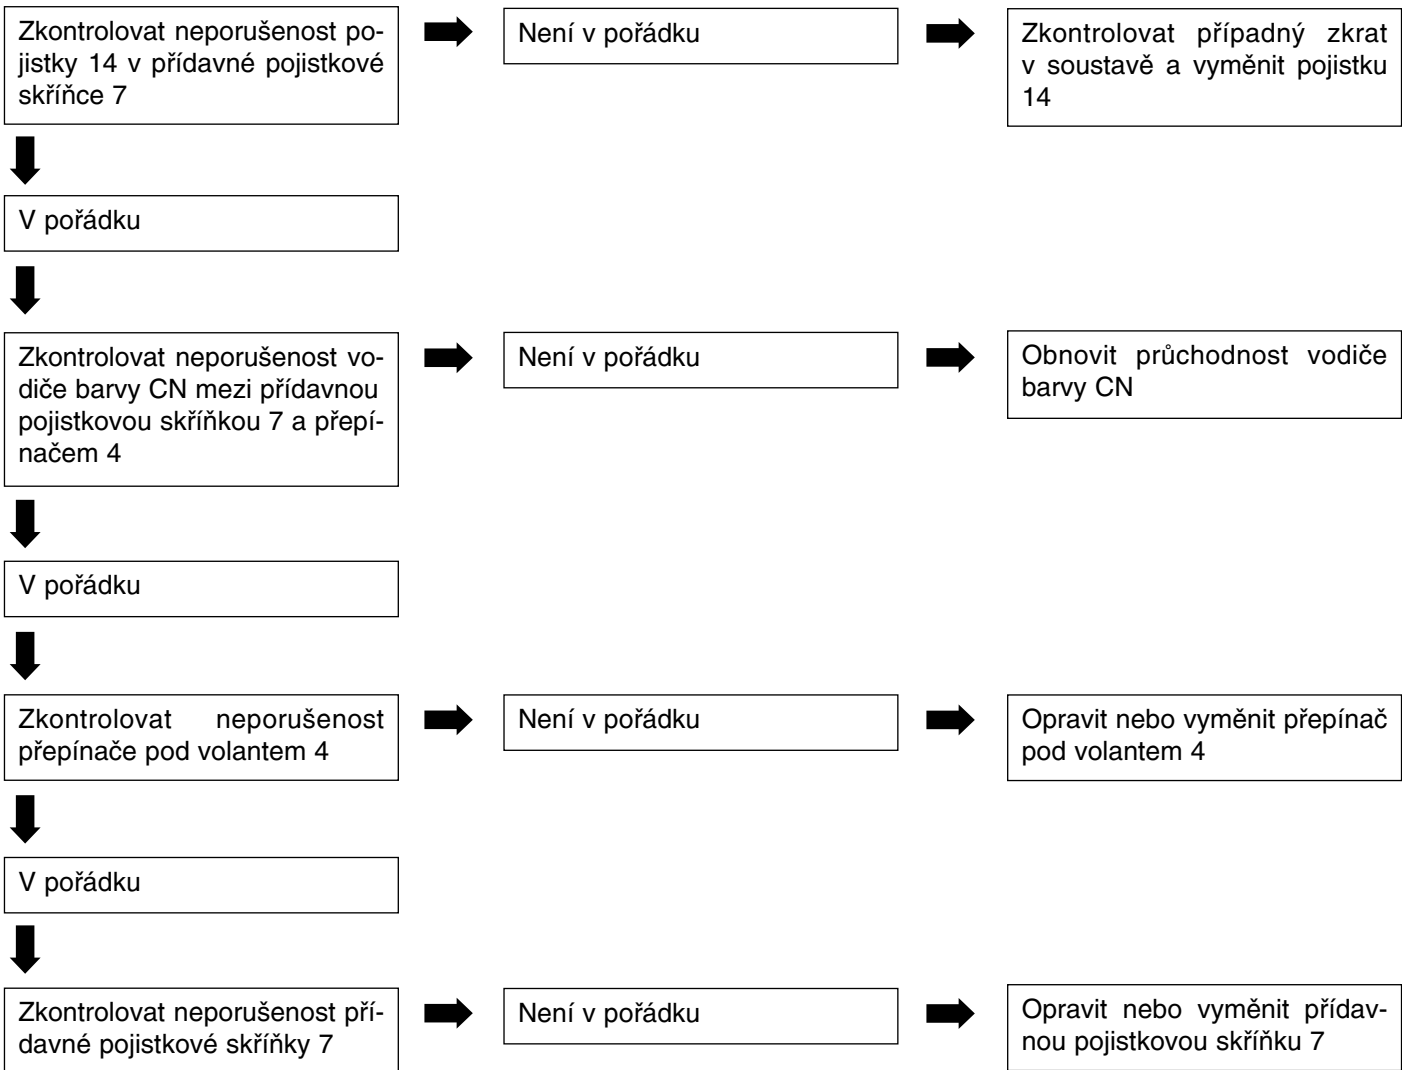 Zkontrolovat neporušenost po-
jistky 14 v přídavné pojistkové
skříňce 7
Není v pořádku
Zkontrolovat případný zkrat
v soustavě a vyměnit pojistku
14
V pořádku
Zkontrolovat neporušenost vo-
diče barvy CN mezi přídavnou
pojistkovou skříňkou 7 a přepí-
načem 4
Není v pořádku
Obnovit průchodnost vodiče
barvy CN
V pořádku
Zkontrolovat neporušenost
přepínače pod volantem 4
Není v pořádku
Opravit nebo vyměnit přepínač
pod volantem 4
V pořádku
Zkontrolovat neporušenost pří-
davné pojistkové skříňky 7
Není v pořádku
Opravit nebo vyměnit přídav-
nou pojistkovou skříňku 7